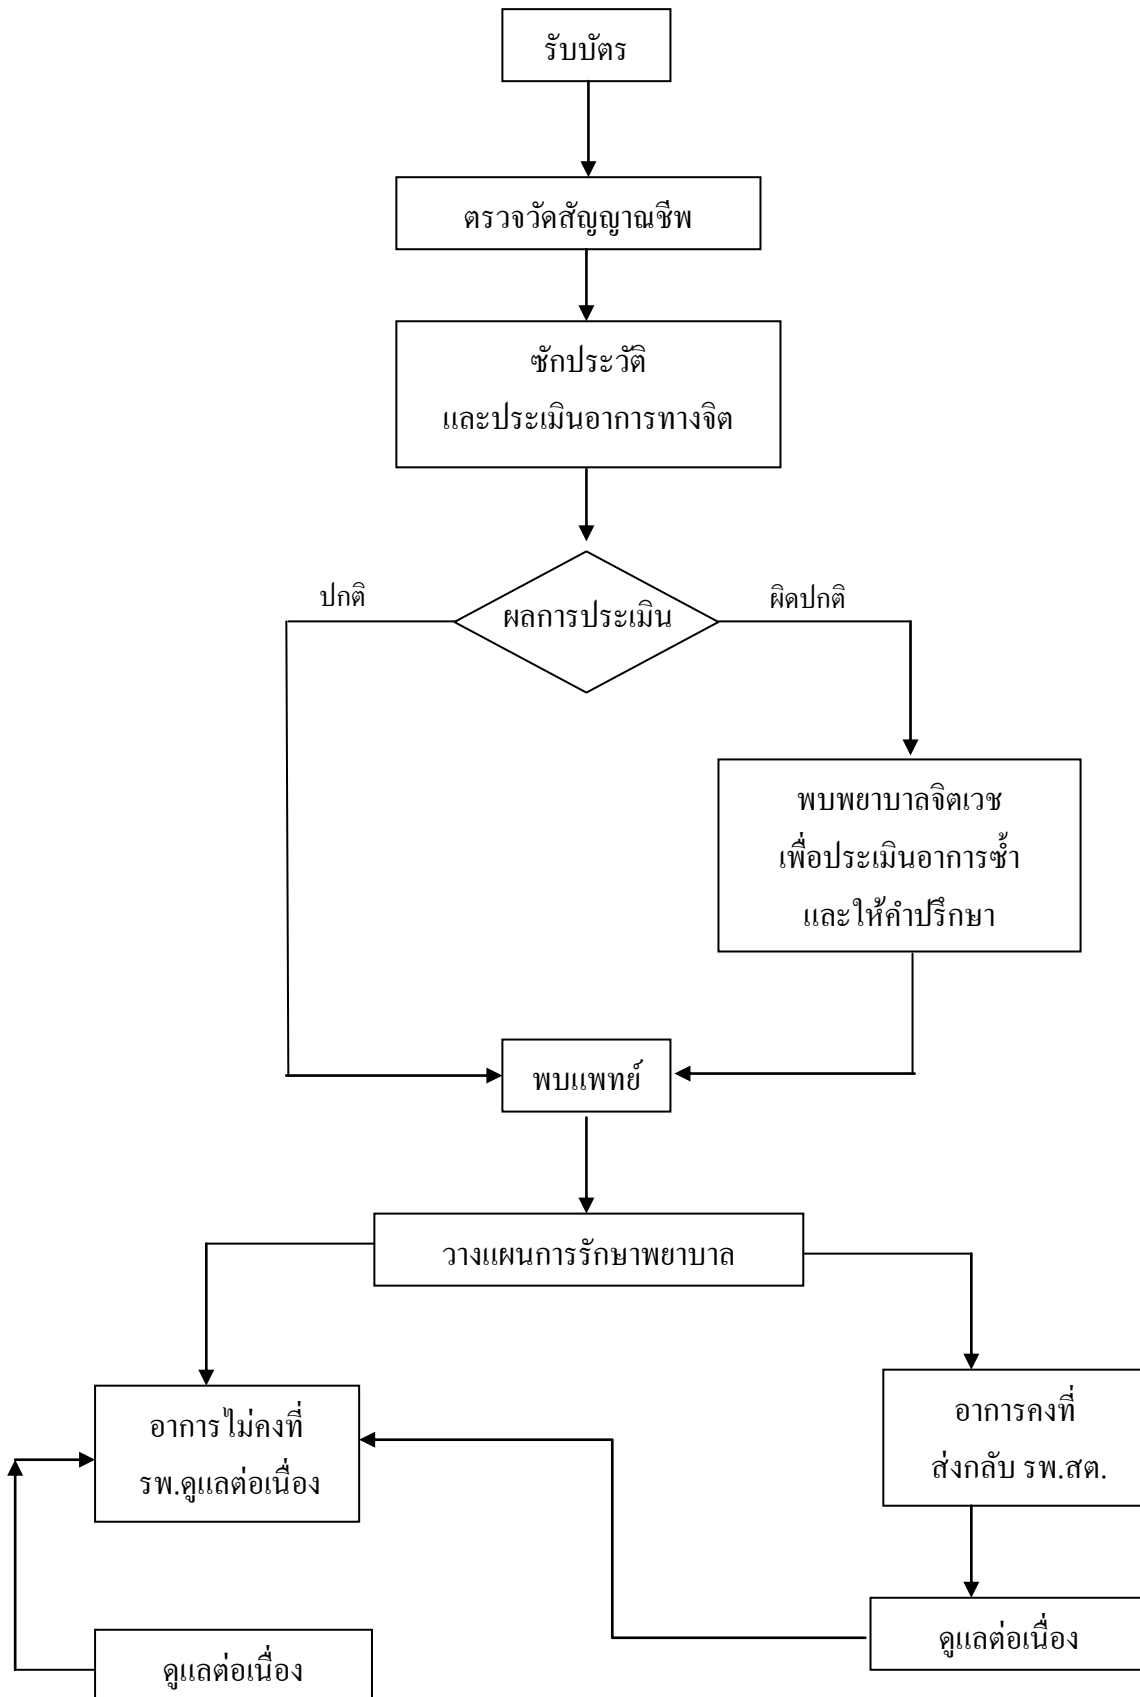 รับบัตร
ตรวจวัดสัญญาณชีพ
ซักประวัติ
และประเมินอาการทางจิต
ปกติ
ผลการประเมิน
ผิดปกติ
พบพยาบาลจิตเวช
เพื่อประเมินอาการซ้ำ
และให้คำปรึกษา
พบแพทย์
วางแผนการรักษาพยาบาล
อาการไม่คงที่
รพ.ดูแลต่อเนื่อง
อาการคงที่
ส่งกลับ รพ.สต.
ดูแลต่อเนื่อง
ดูแลต่อเนื่อง